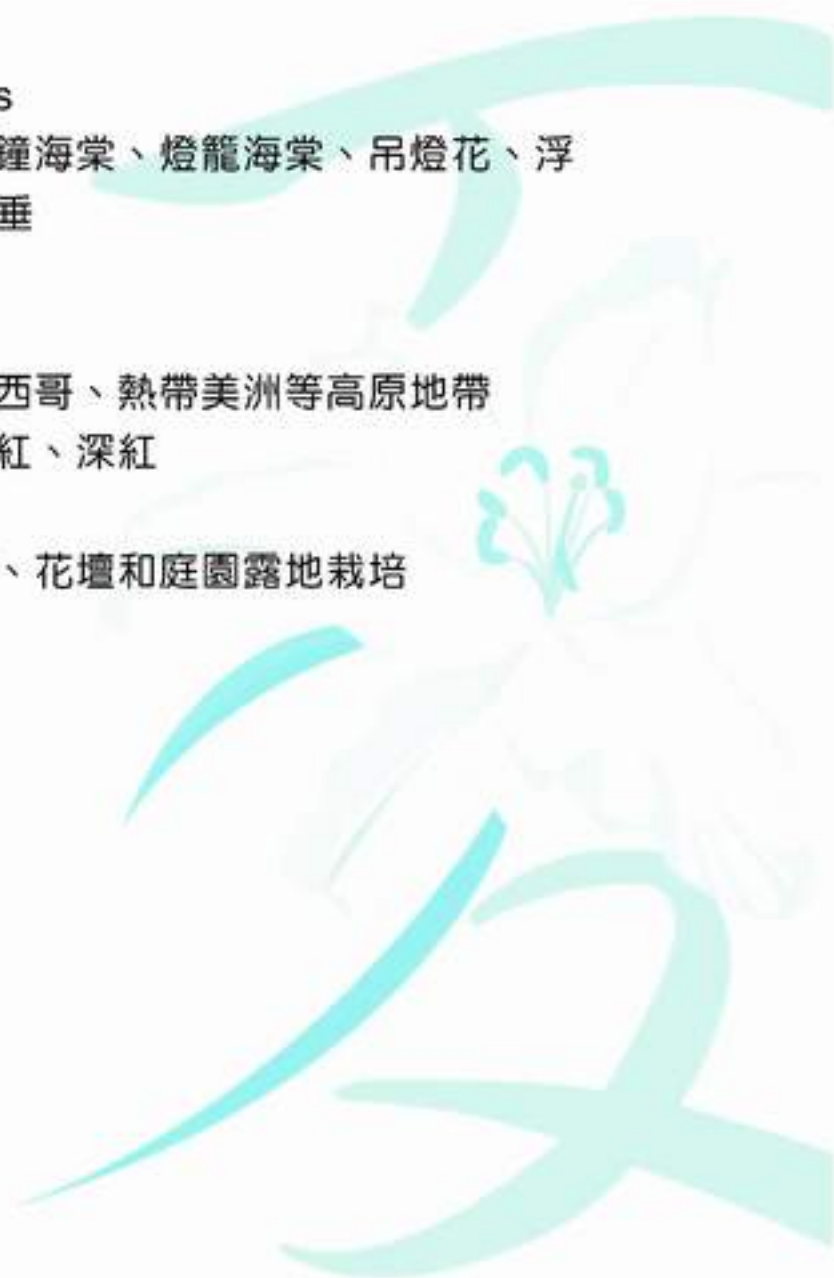 s
鐘海棠、燈籠海棠、吊燈花、浮
垂
西哥、熱帶美洲等高原地帶
紅、深紅
、花壇和庭園露地栽培